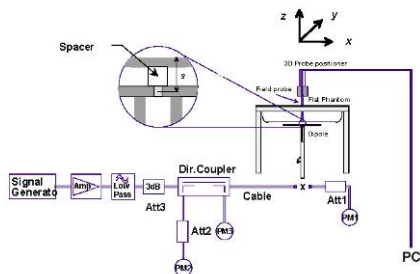 z
y
x
Spacer
s
3D Probe positioner
Field probe
Flat Phantom
Dipole
Signal
Generato
Amp
Low
Pass
3dB
Att3
Dir.Coupler
Cable
x
Att1
PM1
Att2
PM3
PM2
PC